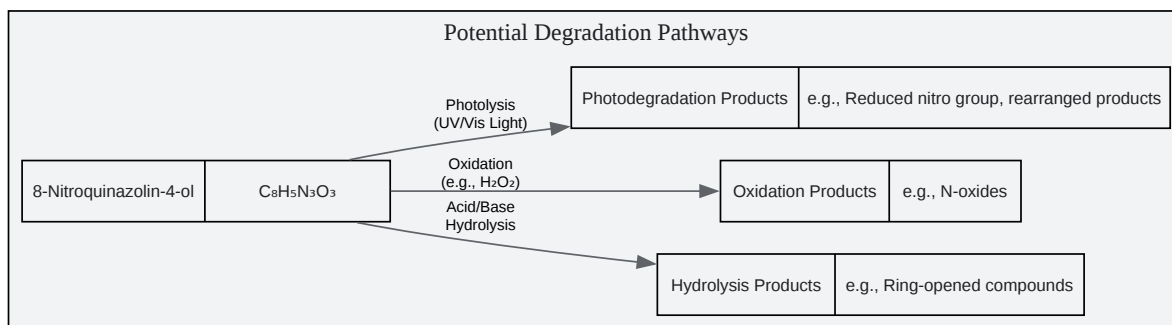 Potential Degradation Pathways
Photolysis
(UV/Vis Light)
Photodegradation Products
e.g., Reduced nitro group, rearranged products
8-Nitroquinazolin-4-ol
C₈H₅N₃O₃
Oxidation
(e.g., H₂O₂)
Oxidation Products
e.g., N-oxides
Acid/Base
Hydrolysis
Hydrolysis Products
e.g., Ring-opened compounds